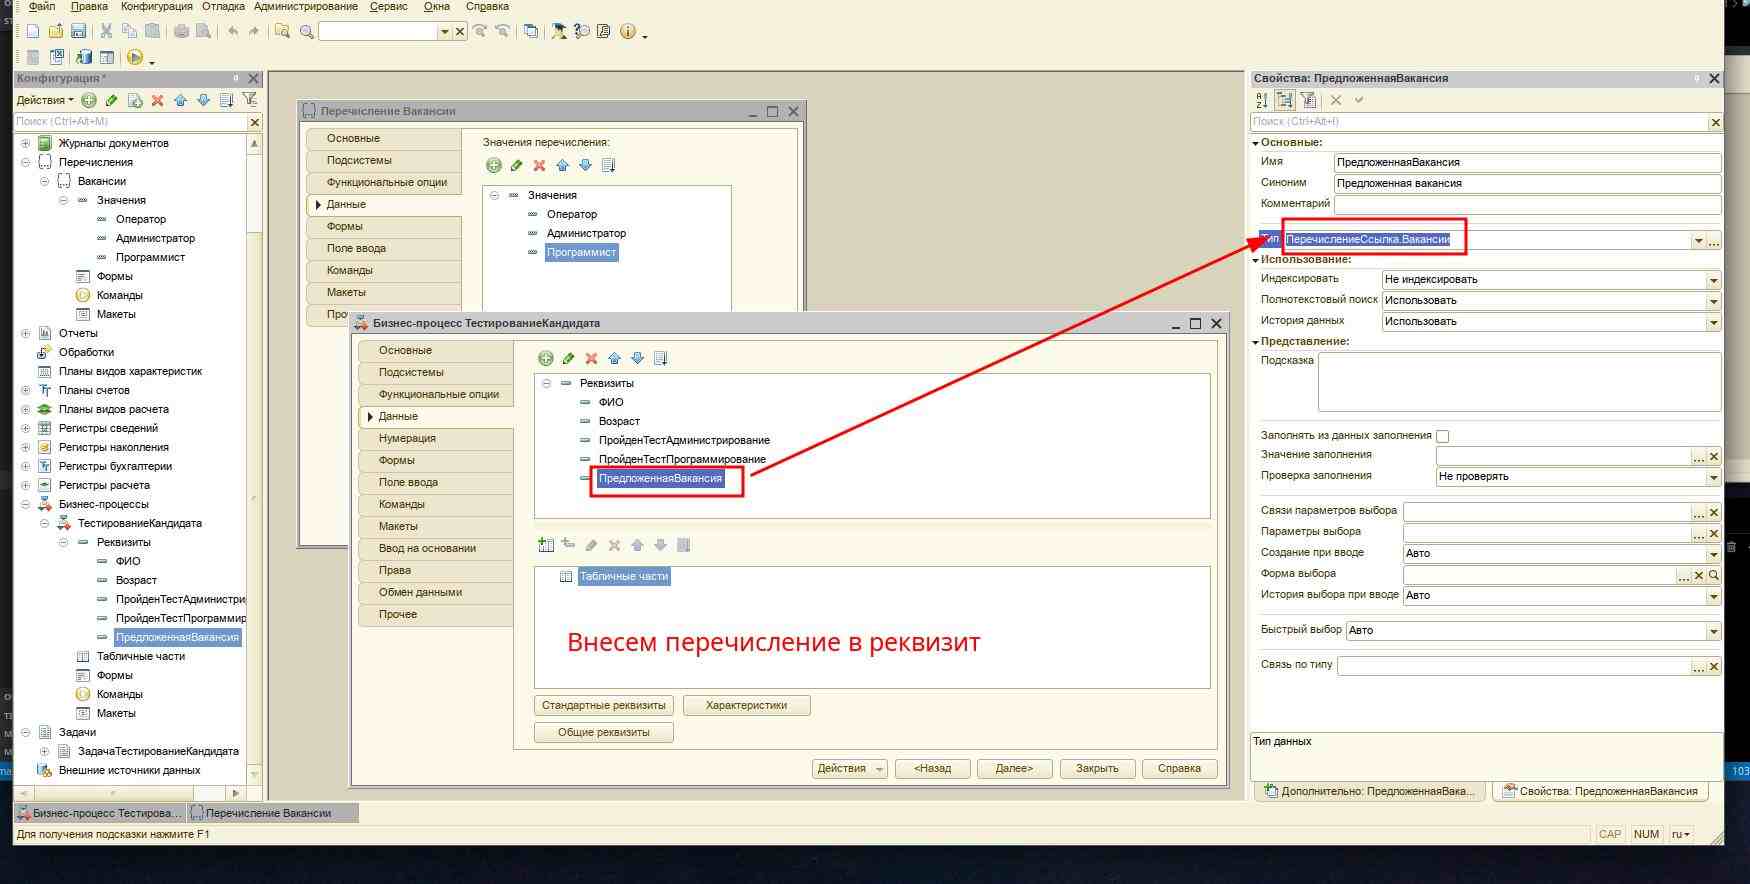 Файл Правка Конфигурация Отладка Администрирование Сервис Окна Справка
Конфигурация *
Действия
Поиск (Ctrl+Alt+M)
Журналы документов
Перечисления
Вакансии
Значения
Оператор
Администратор
Программист
Формы
Команды
Макеты
Отчеты
Обработки
Планы видов характеристик
Планы счетов
Планы видов расчета
Регистры сведений
Регистры накопления
Регистры бухгалтерии
Регистры расчета
Бизнес-процессы
ТестированиеКандидата
Реквизиты
ФИО
Возраст
ПройденТестАдминистри
ПройденТестПрограммир
ПредложеннаяВакансия
Табличные части
Формы
Команды
Макеты
Задачи
ЗадачаТестированиеКандидата
Внешние источники данных
Перечисление Вакансии
Основные
Подсистемы
Функциональные опции
Данные
Формы
Поле ввода
Команды
Макеты
Про
Значения перечисления:
Значения
Оператор
Администратор
Программист
Бизнес-процесс ТестированиеКандидата
Основные
Подсистемы
Функциональные опции
Данные
Нумерация
Формы
Поле ввода
Команды
Макеты
Ввод на основании
Права
Обмен данными
Прочее
Реквизиты
ФИО
Возраст
ПройденТестАдминистрирование
ПройденТестПрограммирование
ПредложеннаяВакансия
Табличные части
Внесем перечисление в реквизит
Стандартные реквизиты Характеристики
Общие реквизиты
Действия <Назад Далее> Закрыть Справка
Свойства: ПредложеннаяВакансия
Поиск (Ctrl+Alt+I)
Основные:
Имя ПредложеннаяВакансия
Синоним Предложенная вакансия
Комментарий
Тип ПеречислениеСсылка.Вакансии
Использование:
Индексировать Не индексировать
Полнотекстовый поиск Использовать
История данных Использовать
Представление:
Подсказка
Заполнять из данных заполнения
Значение заполнения
Проверка заполнения Не проверять
Связи параметров выбора
Параметры выбора
Создание при вводе Авто
Форма выбора
История выбора при вводе Авто
Быстрый выбор Авто
Связь по типу
Тип данных
Дополнительно: ПредложеннаяВака... Свойства: ПредложеннаяВакансия
Бизнес-процесс Тестирова... Перечисление Вакансии
Для получения подсказки нажмите F1
CAP NUM ru
103